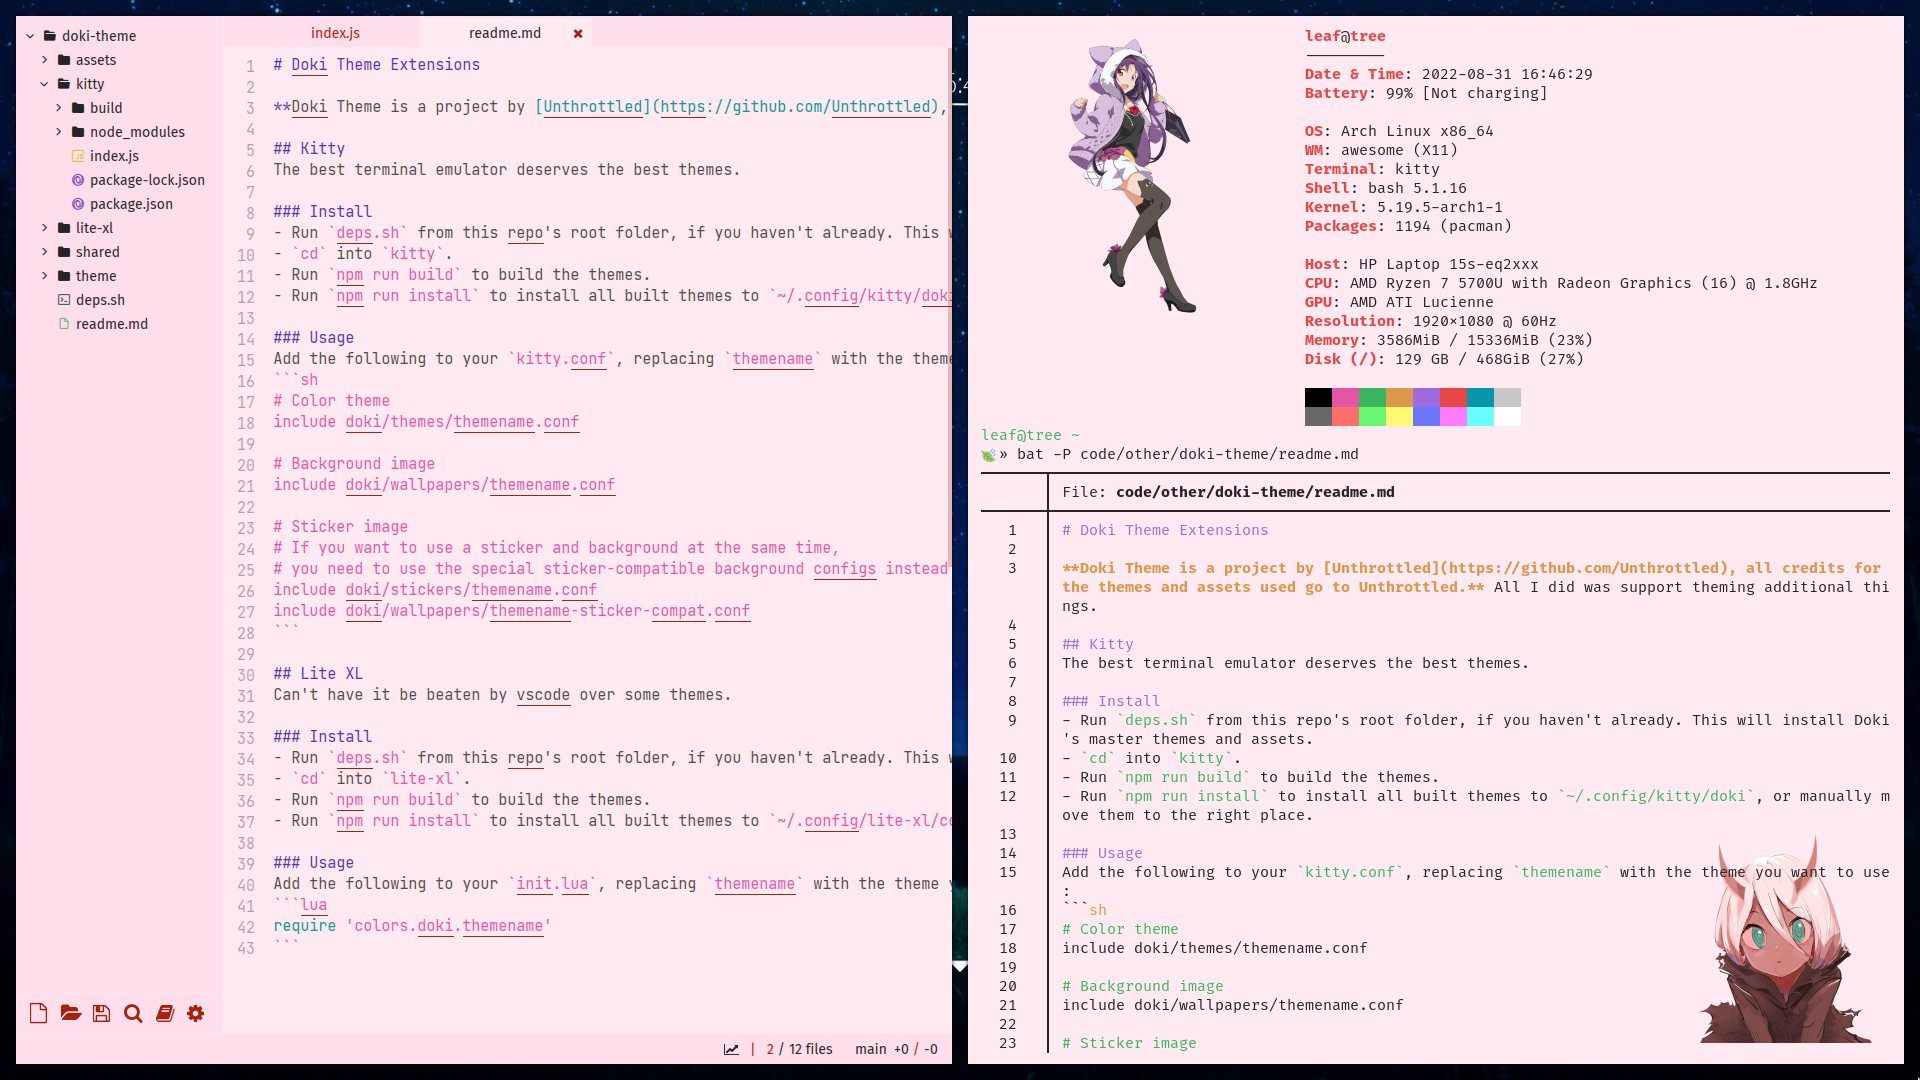 doki-theme
assets
kitty
build
node_modules
index.js
package-lock.json
package.json
lite-xl
shared
theme
deps.sh
readme.md
index.js
readme.md
1 # Doki Theme Extensions
2
3 **Doki Theme is a project by [Unthrottled](https://github.com/Unthrottled),
4
5 ## Kitty
6 The best terminal emulator deserves the best themes.
7
8 ### Install
9 - Run `deps.sh` from this repo's root folder, if you haven't already. This
10 - `cd` into `kitty`.
11 - Run `npm run build` to build the themes.
12 - Run `npm run install` to install all built themes to `~/.config/kitty/doki
13
14 ### Usage
15 Add the following to your `kitty.conf`, replacing `themename` with the theme
16 ```sh
17 # Color theme
18 include doki/themes/themename.conf
19
20 # Background image
21 include doki/wallpapers/themename.conf
22
23 # Sticker image
24 # If you want to use a sticker and background at the same time,
25 # you need to use the special sticker-compatible background configs instead
26 include doki/stickers/themename.conf
27 include doki/wallpapers/themename-sticker-compat.conf
28 ```
29
30 ## Lite XL
31 Can't have it be beaten by vscode over some themes.
32
33 ### Install
34 - Run `deps.sh` from this repo's root folder, if you haven't already. This
35 - `cd` into `lite-xl`.
36 - Run `npm run build` to build the themes.
37 - Run `npm run install` to install all built themes to `~/.config/lite-xl/co
38
39 ### Usage
40 Add the following to your `init.lua`, replacing `themename` with the theme
41 ```lua
42 require 'colors.doki.themename'
43 ```
2 / 12 files main +0 / -0
leaf@tree
Date & Time: 2022-08-31 16:46:29
Battery: 99% [Not charging]
OS: Arch Linux x86_64
WM: awesome (X11)
Terminal: kitty
Shell: bash 5.1.16
Kernel: 5.19.5-arch1-1
Packages: 1194 (pacman)
Host: HP Laptop 15s-eq2xxx
CPU: AMD Ryzen 7 5700U with Radeon Graphics (16) @ 1.8GHz
GPU: AMD ATI Lucienne
Resolution: 1920×1080 @ 60Hz
Memory: 3586MiB / 15336MiB (23%)
Disk (/): 129 GB / 468GiB (27%)
leaf@tree ~
» bat -P code/other/doki-theme/readme.md
File: code/other/doki-theme/readme.md
1 # Doki Theme Extensions
2
3 **Doki Theme is a project by [Unthrottled](https://github.com/Unthrottled), all credits for
the themes and assets used go to Unthrottled.** All I did was support theming additional thi
ngs.
4
5 ## Kitty
6 The best terminal emulator deserves the best themes.
7
8 ### Install
9 - Run `deps.sh` from this repo's root folder, if you haven't already. This will install Doki
's master themes and assets.
10 - `cd` into `kitty`.
11 - Run `npm run build` to build the themes.
12 - Run `npm run install` to install all built themes to `~/.config/kitty/doki`, or manually m
ove them to the right place.
13
14 ### Usage
15 Add the following to your `kitty.conf`, replacing `themename` with the theme you want to use
:
16 ```sh
17 # Color theme
18 include doki/themes/themename.conf
19
20 # Background image
21 include doki/wallpapers/themename.conf
22
23 # Sticker image